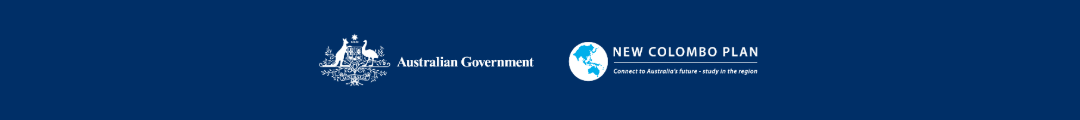 Australian Government
NEW COLOMBO PLAN
Connect to Australia's future - study in the region